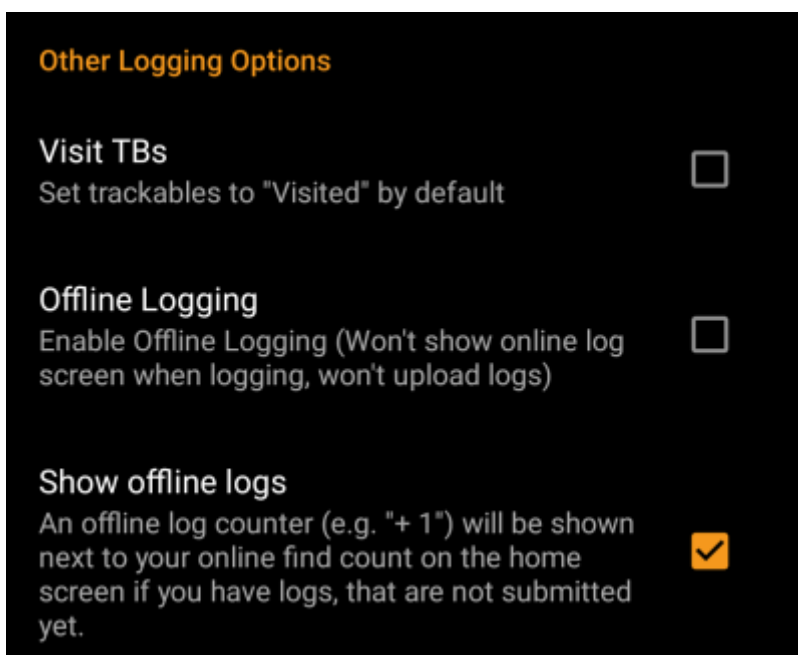 Other Logging Options
Visit TBs
Set trackables to "Visited" by default
Offline Logging
Enable Offline Logging (Won't show online log
screen when logging, won't upload logs)
Show offline logs
An offline log counter (e.g. "+ 1") will be shown
next to your online find count on the home
screen if you have logs, that are not submitted
yet.